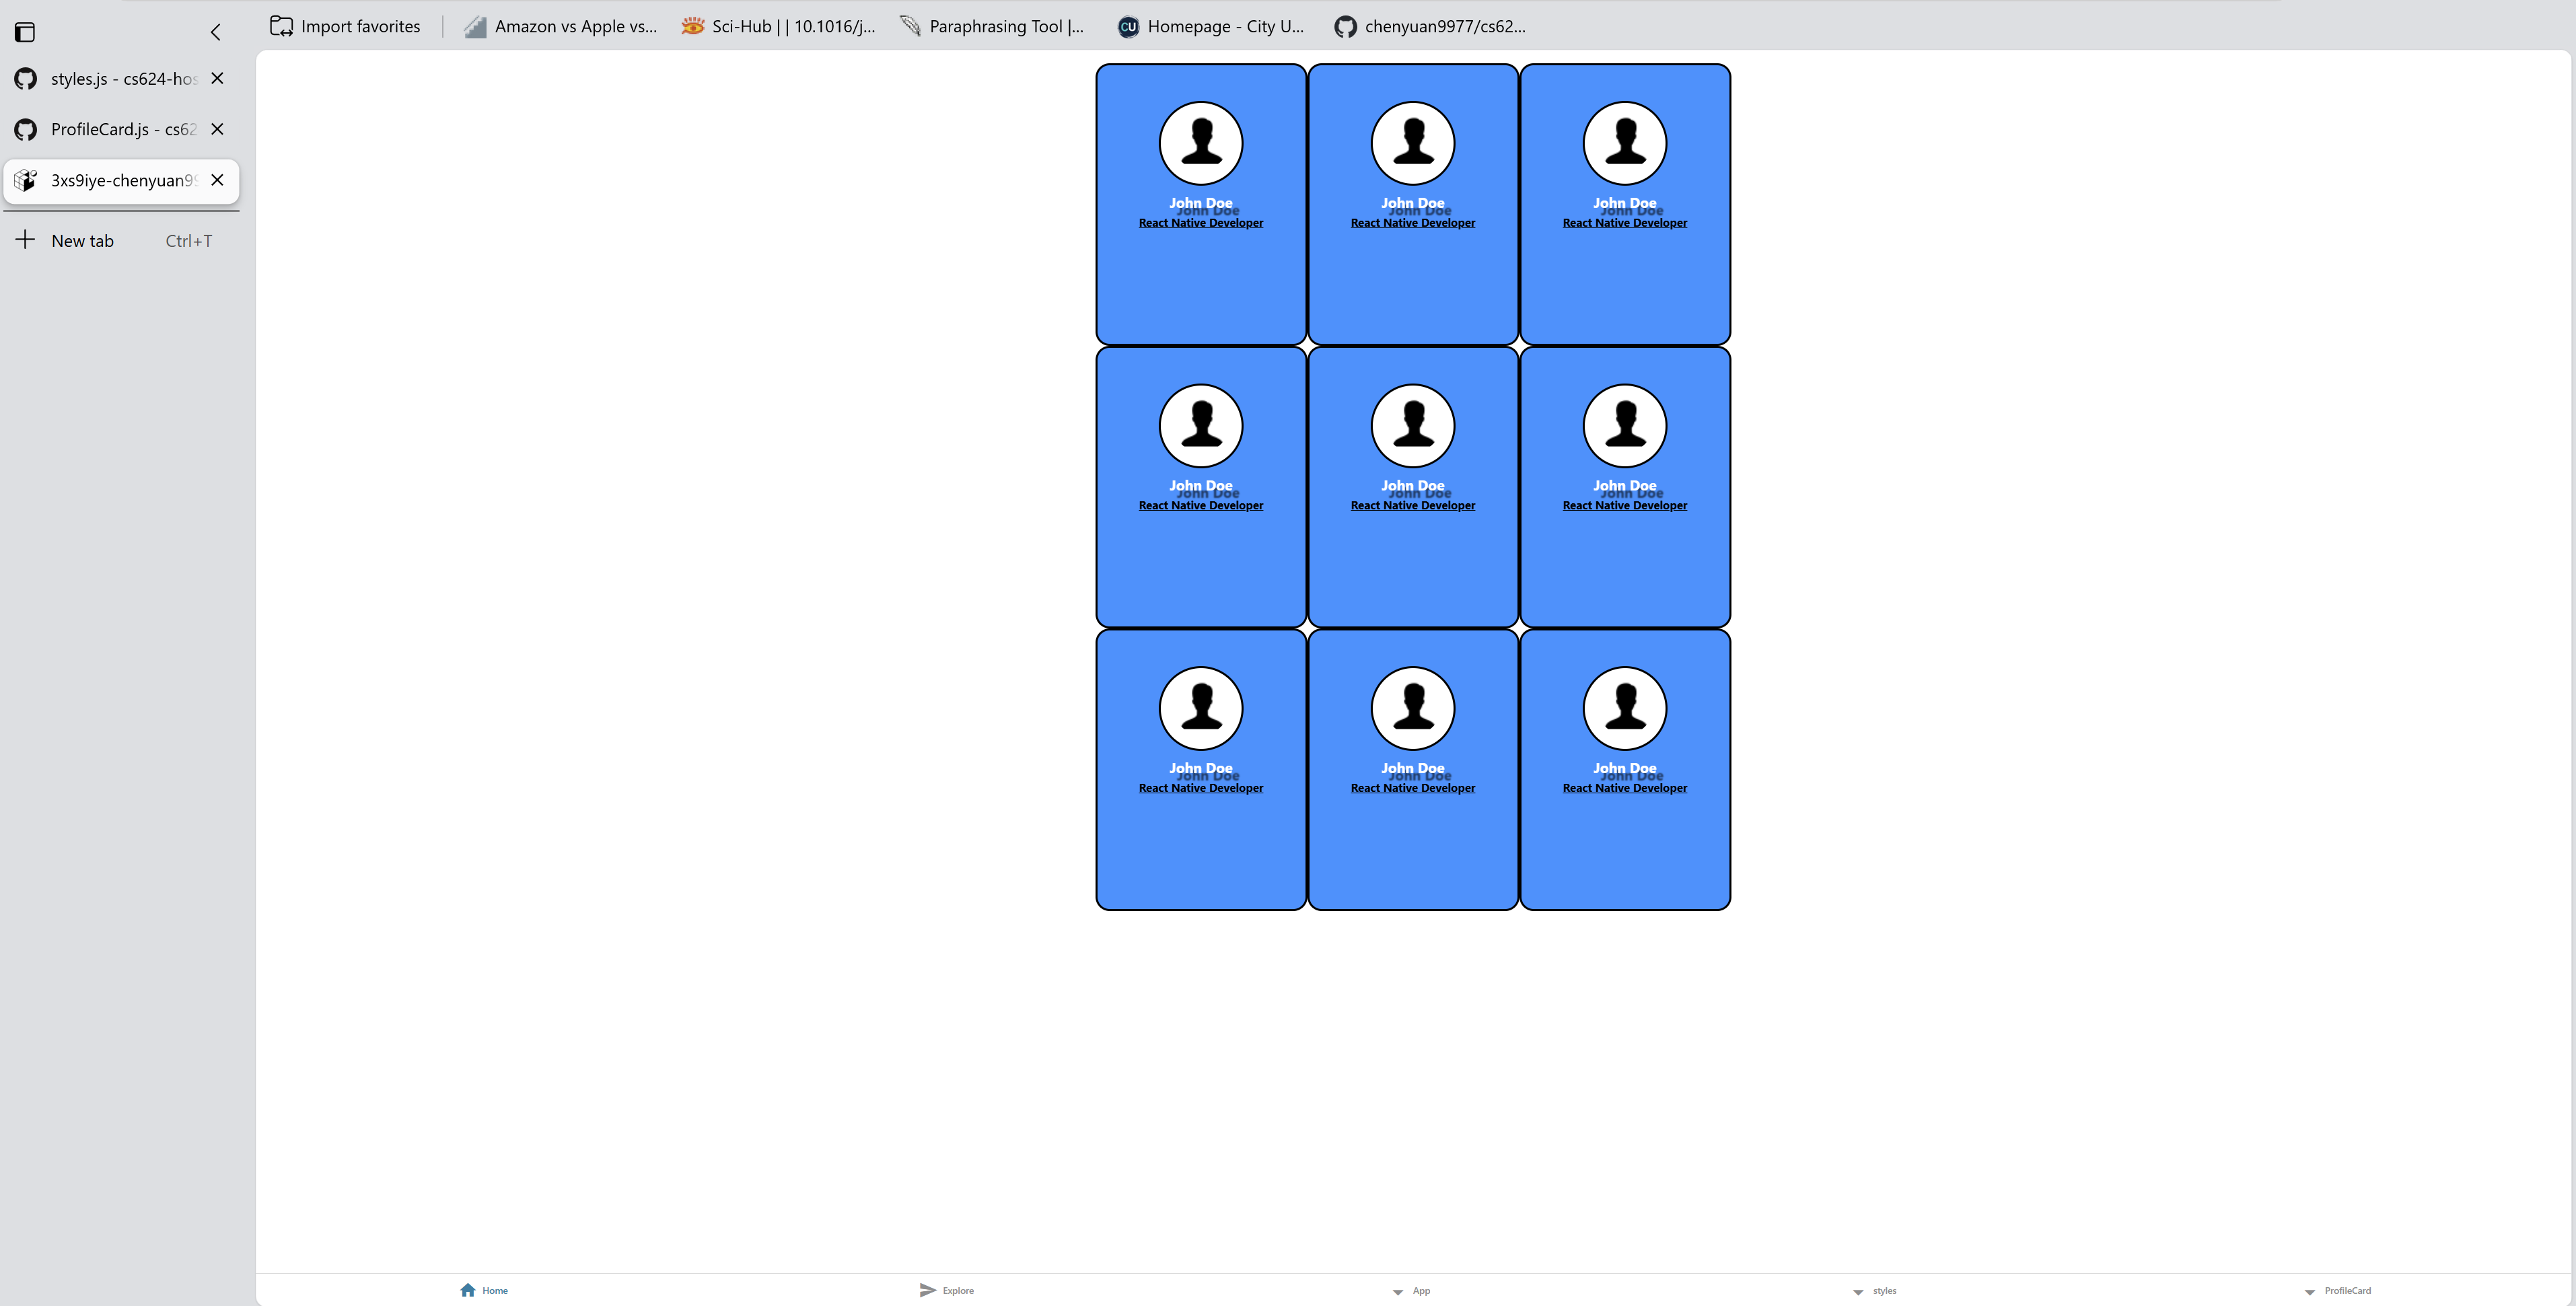 Import favorites
Amazon vs Apple vs...
Sci-Hub | | 10.1016/j...
Paraphrasing Tool |...
CU
Homepage - City U...
chenyuan9977/cs62...
styles.js - cs624-hos
ProfileCard.js - cs62
3xs9iye-chenyuan99
New tab Ctrl+T
John Doe John Doe John Doe
John Doe John Doe John Doe
React Native Developer React Native Developer React Native Developer
John Doe John Doe John Doe
John Doe John Doe John Doe
React Native Developer React Native Developer React Native Developer
John Doe John Doe John Doe
John Doe John Doe John Doe
React Native Developer React Native Developer React Native Developer
Home Explore App styles ProfileCard